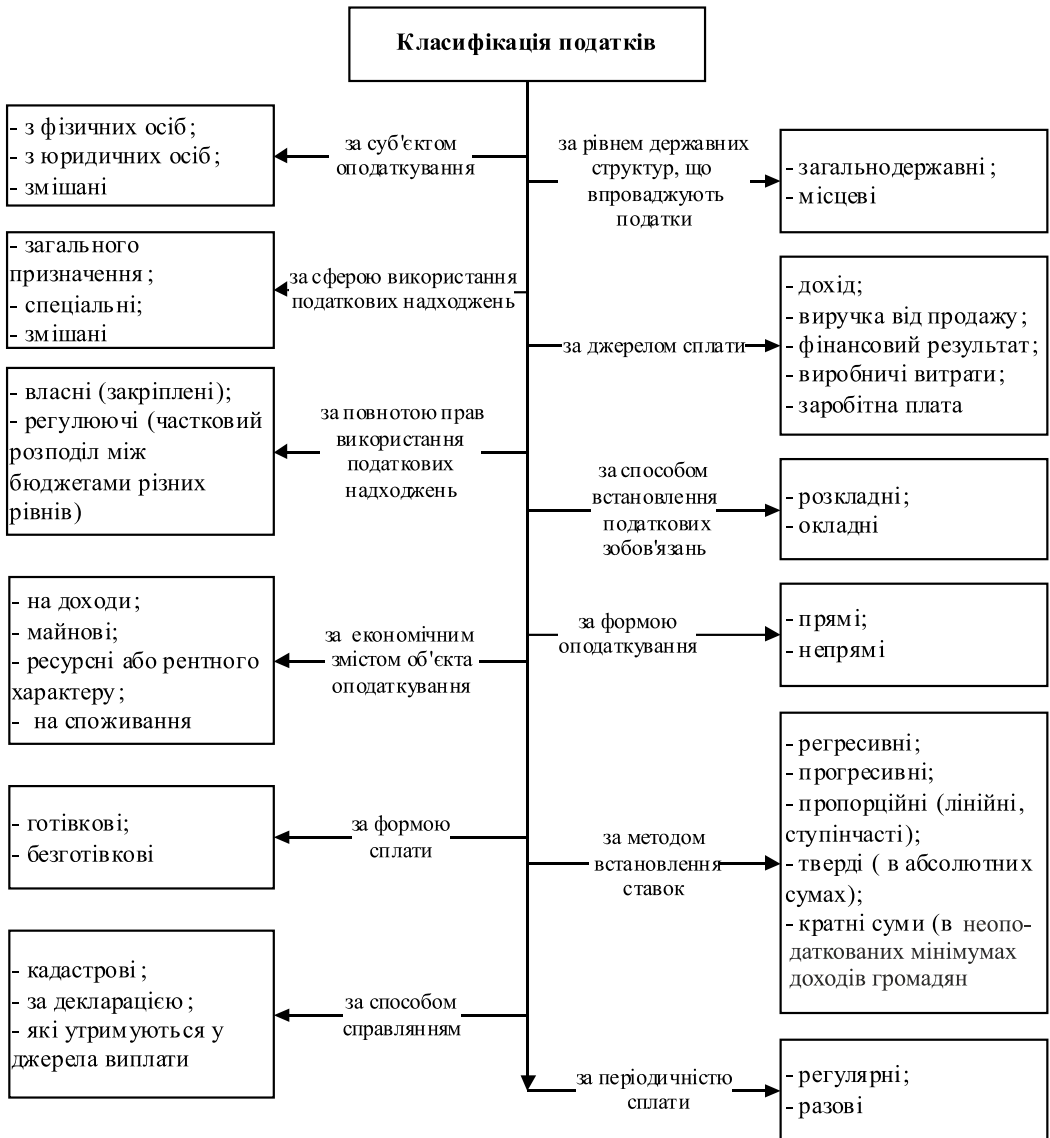 Класифікація податків
- з фізичних осіб;
- з юридичних осіб;
- змішані
за суб'єктом
оподаткування
за рівнем державних
структур, що
впроваджують
податки
- загальнодержавні;
- місцеві
- загального
призначення;
- спеціальні;
- змішані
за сферою використання
податкових надходжень
за джерелом сплати
- дохід;
- виручка від продажу;
- фінансовий результат;
- виробничі витрати;
- заробітна плата
- власні (закріплені);
- регулюючі (частковий
розподіл між
бюджетами різних
рівнів)
за повнотою прав
використання
податкових
надходжень
за способом
встановлення
податкових
зобов'язань
- розкладні;
- окладні
- на доходи;
- майнові;
- ресурсні або рентного
характеру;
- на споживання
за економічним
змістом об'єкта
оподаткування
за формою
оподаткування
- прямі;
- непрямі
- готівкові;
- безготівкові
за формою
сплати
за методом
встановлення
ставок
- регресивні;
- прогресивні;
- пропорційні (лінійні,
ступінчасті);
- тверді ( в абсолютних
сумах);
- кратні суми (в неопо-
даткованих мінімумах
доходів громадян
- кадастрові;
- за декларацією;
- які утримуються у
джерела виплати
за способом
справлянням
за періодичністю
сплати
- регулярні;
- разові